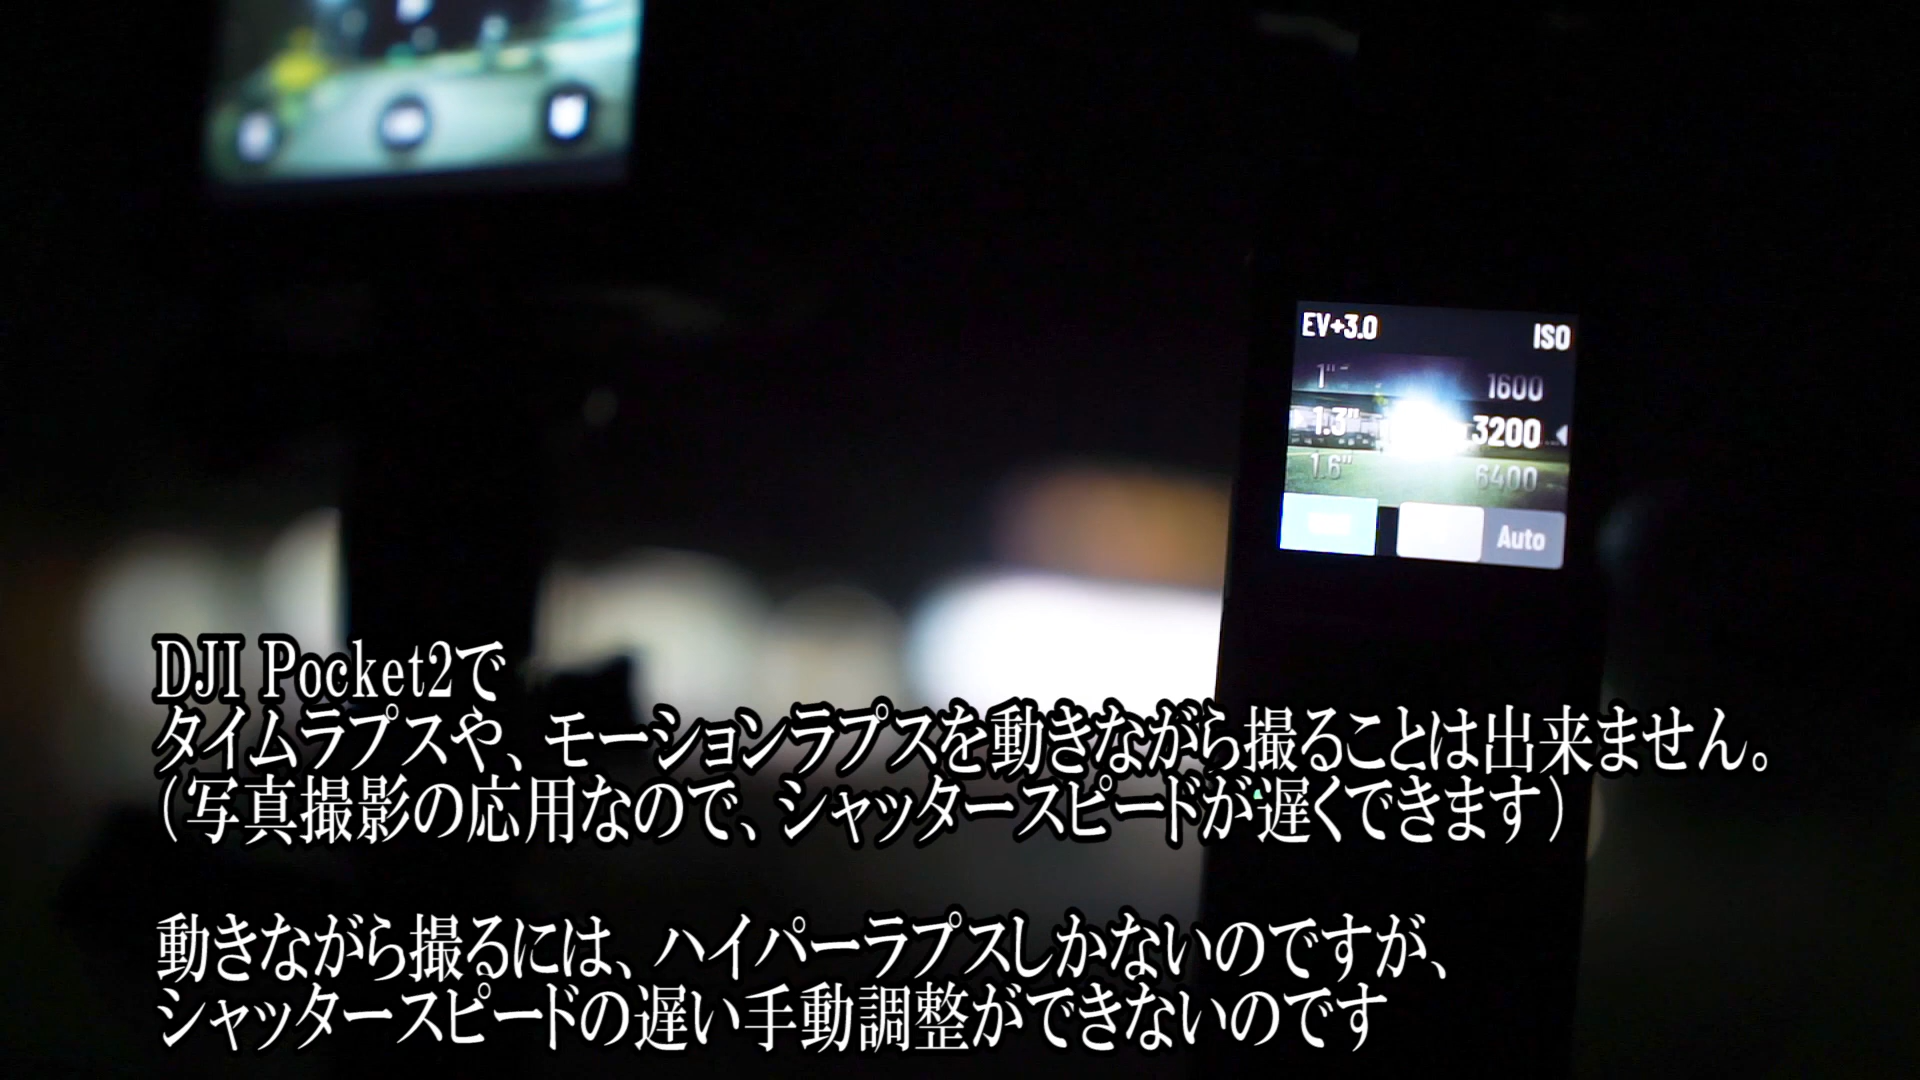 EV+3.0
ISO
1"
1600
1.3"
3200
1.6"
6400
Auto
DJI Pocket2で
タイムラプスや、モーションラプスを動きながら撮ることは出来ません。
（写真撮影の応用なので、シャッタースピードが遅くできます）
動きながら撮るには、ハイパーラプスしかないのですが、
シャッタースピードの遅い手動調整ができないのです